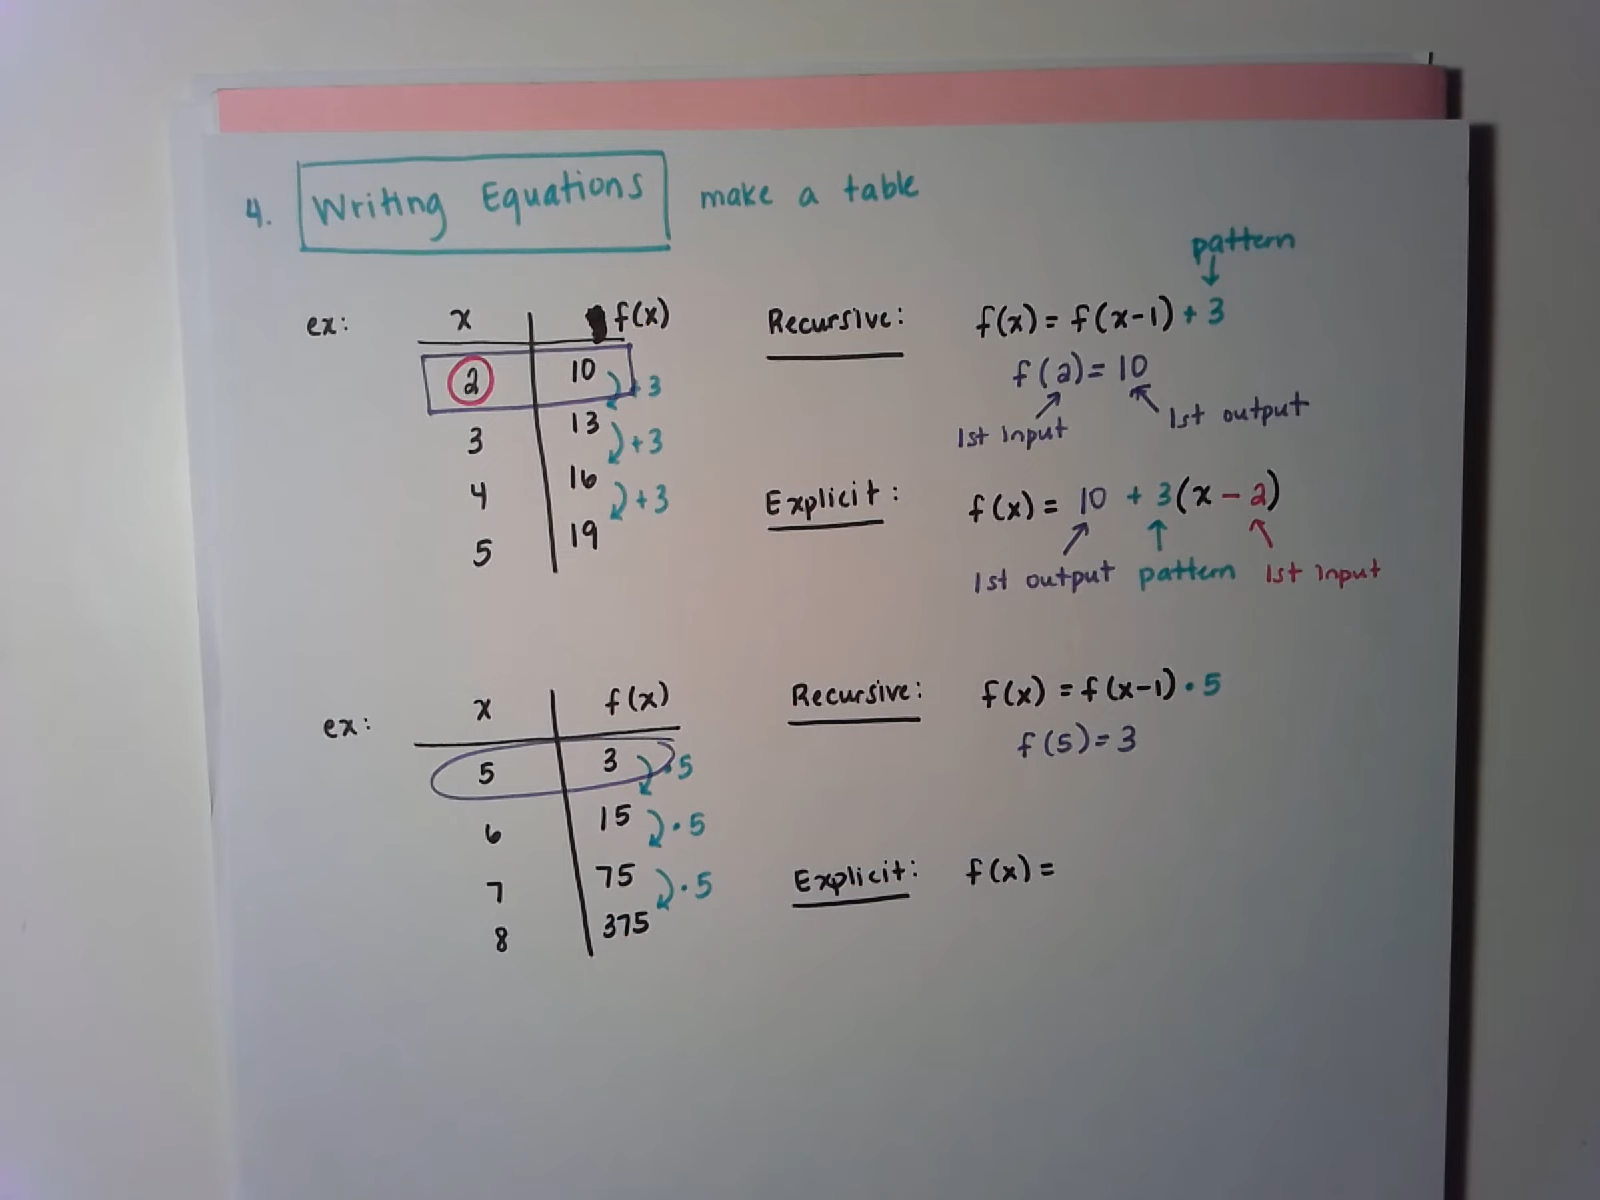 4. Writing Equations make a table
pattern
ex: x f(x) Recursive: f(x) = f(x-1) + 3
2 10 +3 f(2) = 10
1st input 1st output
3 13 +3
4 16 +3 Explicit: f(x) = 10 + 3(x - 2)
5 19
1st output pattern 1st input
ex: x f(x) Recursive: f(x) = f(x-1) · 5
5 3 ·5 f(5) = 3
6 15 ·5
7 75 ·5 Explicit: f(x) =
8 375